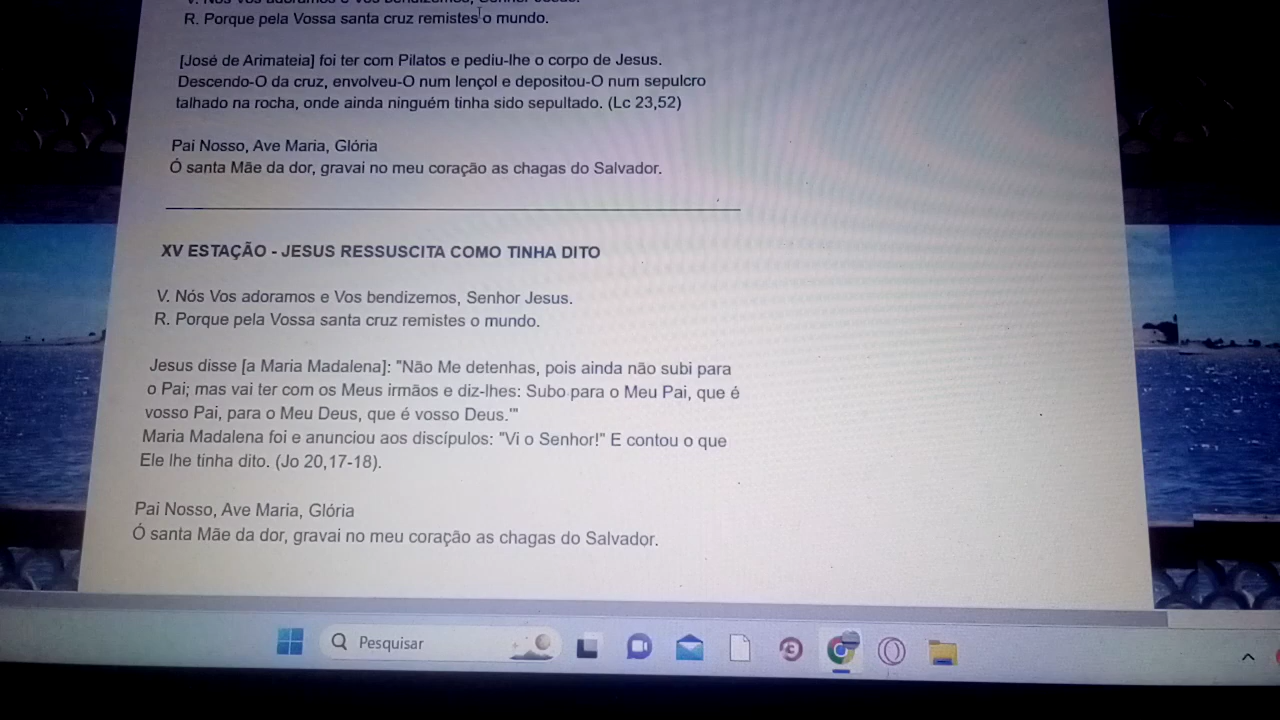 V. Nós Vos adoramos e Vos bendizemos, Senhor Jesus.
R. Porque pela Vossa santa cruz remistes o mundo.
[José de Arimateia] foi ter com Pilatos e pediu-lhe o corpo de Jesus.
Descendo-O da cruz, envolveu-O num lençol e depositou-O num sepulcro
talhado na rocha, onde ainda ninguém tinha sido sepultado. (Lc 23,52)
Pai Nosso, Ave Maria, Glória
Ó santa Mãe da dor, gravai no meu coração as chagas do Salvador.
XV ESTAÇÃO - JESUS RESSUSCITA COMO TINHA DITO
V. Nós Vos adoramos e Vos bendizemos, Senhor Jesus.
R. Porque pela Vossa santa cruz remistes o mundo.
Jesus disse [a Maria Madalena]: "Não Me detenhas, pois ainda não subi para
o Pai; mas vai ter com os Meus irmãos e diz-lhes: Subo para o Meu Pai, que é
vosso Pai, para o Meu Deus, que é vosso Deus.'"
Maria Madalena foi e anunciou aos discípulos: "Vi o Senhor!" E contou o que
Ele lhe tinha dito. (Jo 20,17-18).
Pai Nosso, Ave Maria, Glória
Ó santa Mãe da dor, gravai no meu coração as chagas do Salvador.
Pesquisar